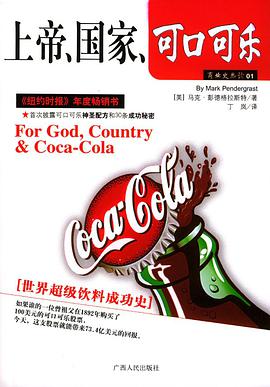 上帝、国家、可口可乐
商业史热读01
By Mark Pendergrast
[美] 马克·彭德格拉斯特/著
丁岚/译
《纽约时报》年度畅销书
★首次披露可口可乐神圣配方和30条成功秘密
For God, Country
& Coca-Cola
Coca-Cola
[世界超级饮料成功史]
如果谁的一位曾祖父在1892年购买了
100美元的可口可乐股票,
今天,这支股票就能带来73.4亿美元的回报。
广西人民出版社